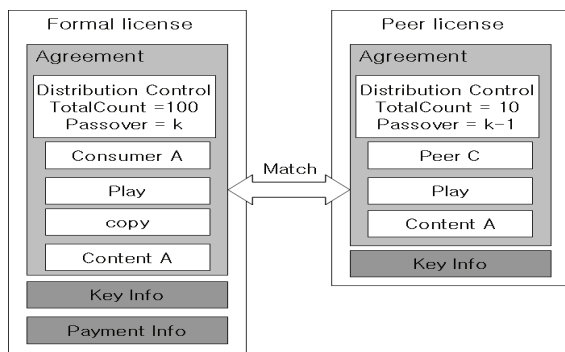 Formal license
Agreement
Distribution Control
TotalCount =100
Passover = k
Consumer A
Play
copy
Content A
Key Info
Payment Info
Match
Peer license
Agreement
Distribution Control
TotalCount = 10
Passover = k-1
Peer C
Play
Content A
Key Info